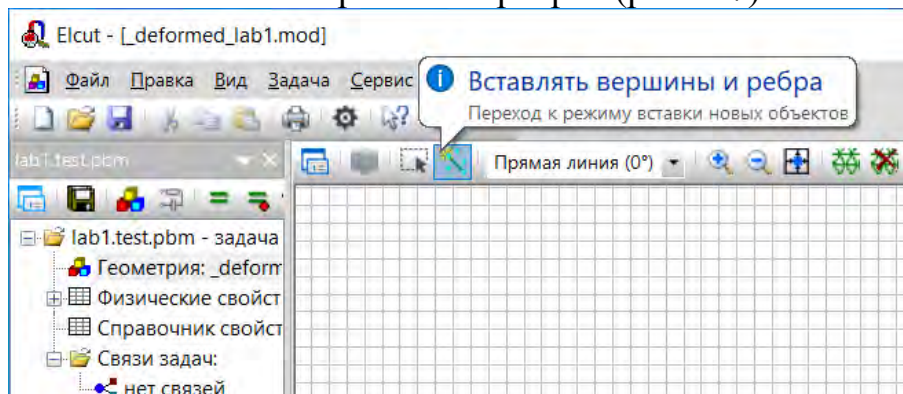 Elcut - [_deformed_lab1.mod]
Файл Правка Вид Задача Сервис
Вставлять вершины и ребра
Переход к режиму вставки новых объектов
lab1.test.pbm
Прямая линия (0°)
lab1.test.pbm - задача
Геометрия: _deform
Физические свойст
Справочник свойст
Связи задач:
нет связей